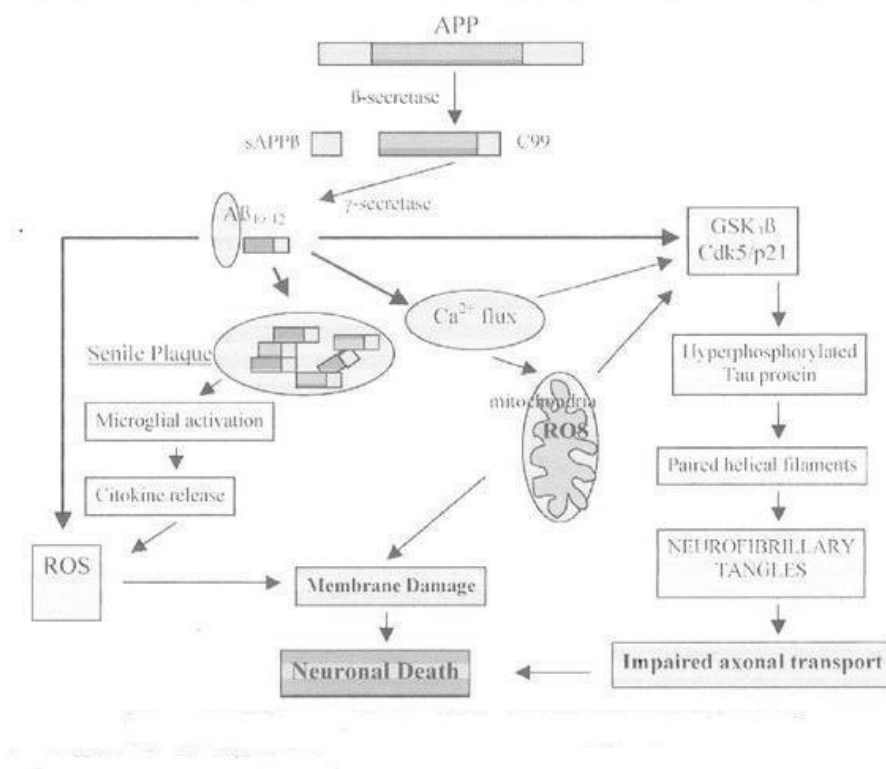 APP
ß-secretase
sAPPß
C99
γ-secretase
Aß
GSK₃ß
Cdk5/p21
Ca²⁺ flux
Senile Plaque
Hyperphosphorylated
Tau protein
mitochondria
ROS
Microglial activation
Paired helical filaments
Citokine release
NEUROFIBRILLARY
TANGLES
ROS
Membrane Damage
Impaired axonal transport
Neuronal Death